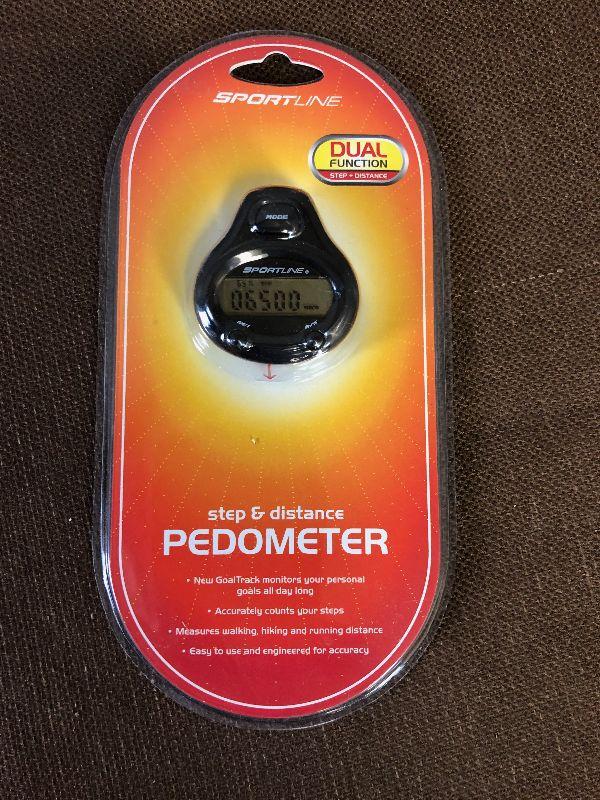 SPORTLINE
DUAL
FUNCTION
STEP + DISTANCE
MODE
SPORTLINE
06500
step & distance
PEDOMETER
• New GoalTrack monitors your personal
goals all day long
• Accurately counts your steps
• Measures walking, hiking and running distance
• Easy to use and engineered for accuracy